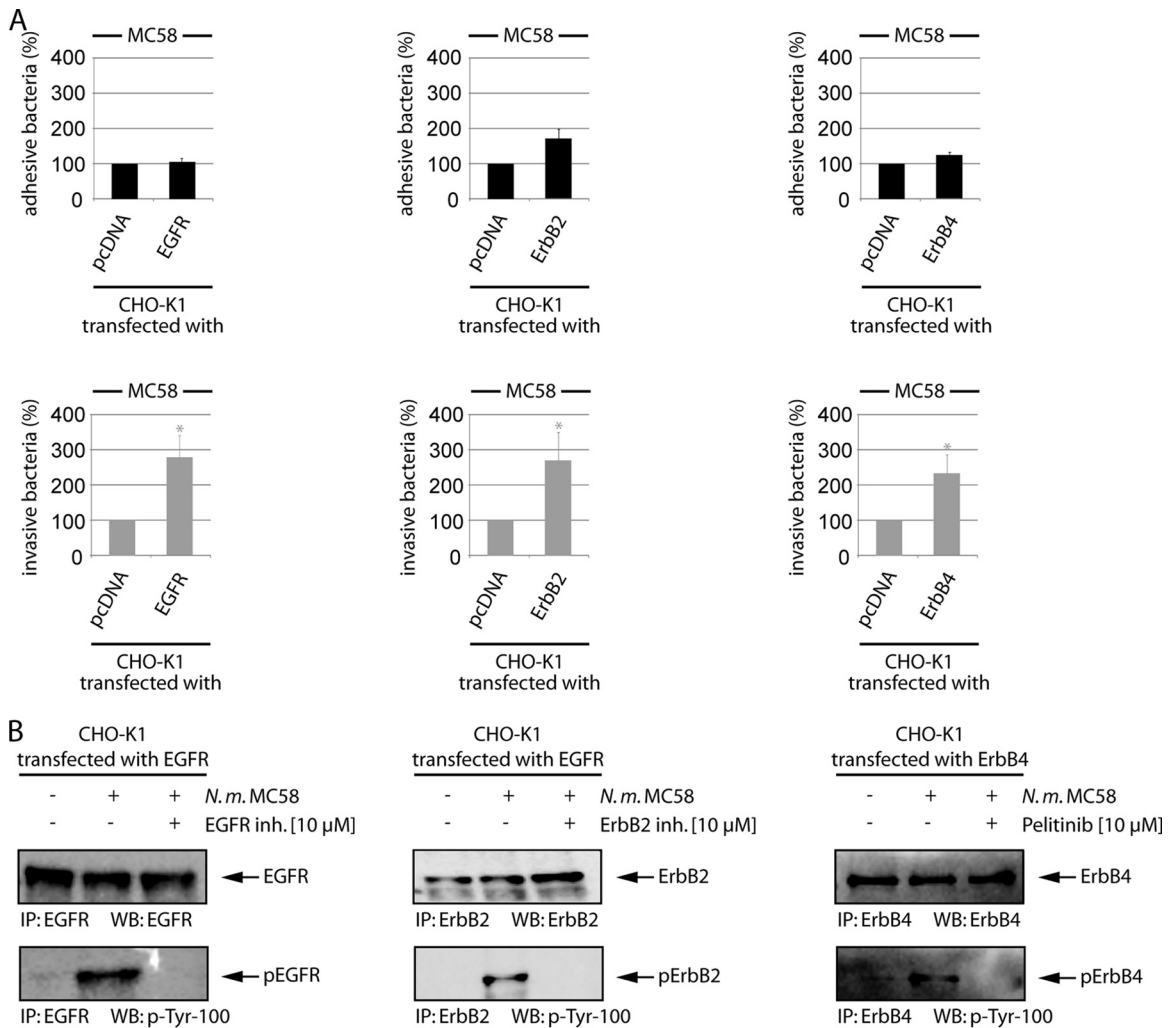 A
MC58 MC58 MC58
adhesive bacteria (%) adhesive bacteria (%) adhesive bacteria (%)
400 400 400
300 300 300
200 200 200
100 100 100
0 0 0
pcDNA EGFR pcDNA ErbB2 pcDNA ErbB4
CHO-K1 CHO-K1 CHO-K1
transfected with transfected with transfected with
MC58 MC58 MC58
invasive bacteria (%) invasive bacteria (%) invasive bacteria (%)
400 400 400
300 300 300
200 200 200
100 100 100
0 0 0
* * *
pcDNA EGFR pcDNA ErbB2 pcDNA ErbB4
CHO-K1 CHO-K1 CHO-K1
transfected with transfected with transfected with
B
CHO-K1 CHO-K1 CHO-K1
transfected with EGFR transfected with EGFR transfected with ErbB4
- + + N. m. MC58 - + + N. m. MC58 - + + N. m. MC58
- - + EGFR inh. [10 µM] - - + ErbB2 inh. [10 µM] - - + Pelitinib [10 µM]
EGFR ErbB2 ErbB4
IP: EGFR WB: EGFR IP: ErbB2 WB: ErbB2 IP: ErbB4 WB: ErbB4
pEGFR pErbB2 pErbB4
IP: EGFR WB: p-Tyr-100 IP: ErbB2 WB: p-Tyr-100 IP: ErbB4 WB: p-Tyr-100